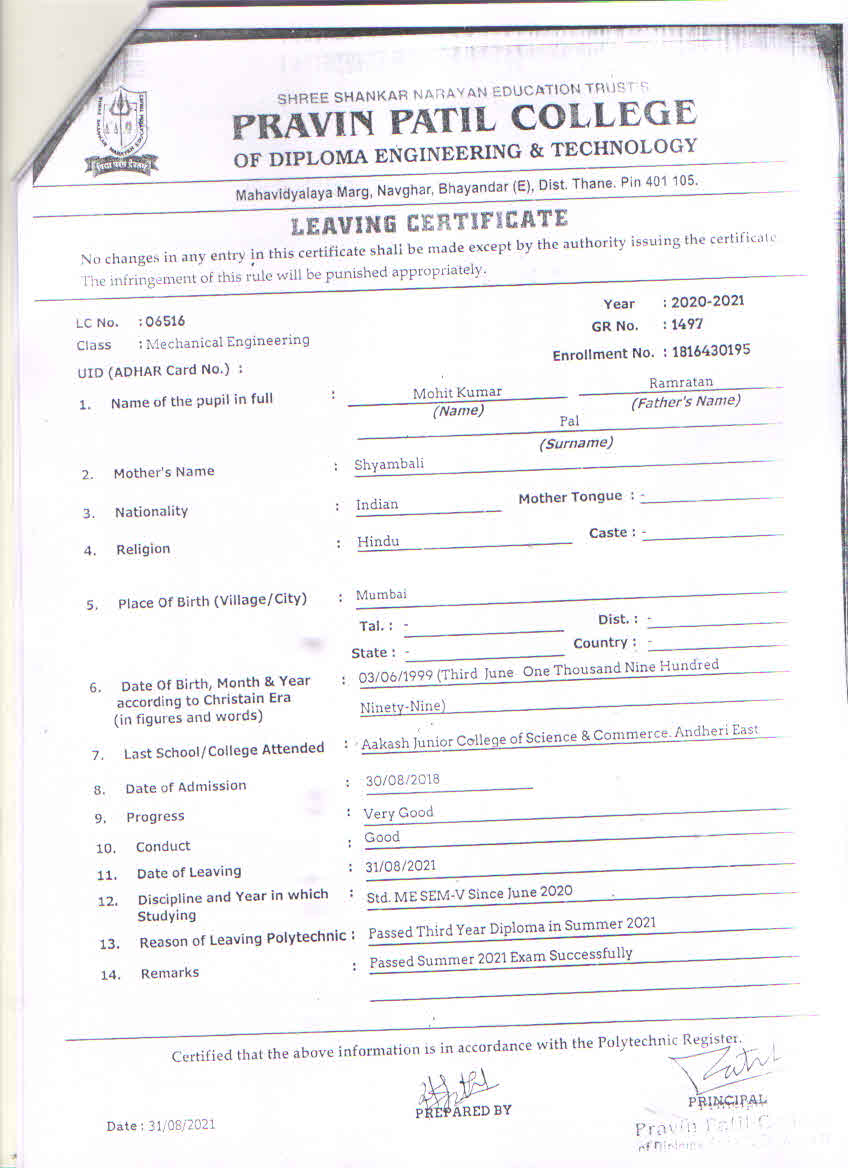 SHREE SHANKAR NARAYAN EDUCATION TRUST'S
PRAVIN PATIL COLLEGE
OF DIPLOMA ENGINEERING & TECHNOLOGY
Mahavidyalaya Marg, Navghar, Bhayandar (E), Dist. Thane. Pin 401 105.
LEAVING CERTIFICATE
No changes in any entry in this certificate shall be made except by the authority issuing the certificate
The infringement of this rule will be punished appropriately.
Year : 2020-2021
LC No. : 06516
GR No. : 1497
Class : Mechanical Engineering
Enrollment No. : 1816430195
UID (ADHAR Card No.) :
1. Name of the pupil in full : Mohit Kumar Ramratan
(Name) (Father's Name)
Pal
(Surname)
2. Mother's Name : Shyambali
3. Nationality : Indian Mother Tongue : -
4. Religion : Hindu Caste : -
5. Place Of Birth (Village/City) : Mumbai
Tal. : - Dist. : -
State : - Country : -
6. Date Of Birth, Month & Year : 03/06/1999 (Third June One Thousand Nine Hundred
according to Christain Era
(in figures and words) Ninety-Nine)
7. Last School/College Attended : Aakash Junior College of Science & Commerce. Andheri East
8. Date of Admission : 30/08/2018
9. Progress : Very Good
10. Conduct : Good
11. Date of Leaving : 31/08/2021
12. Discipline and Year in which : Std. ME SEM-V Since June 2020
Studying
13. Reason of Leaving Polytechnic : Passed Third Year Diploma in Summer 2021
14. Remarks : Passed Summer 2021 Exam Successfully
Certified that the above information is in accordance with the Polytechnic Register.
PREPARED BY
PRINCIPAL
Date : 31/08/2021
Principal
Pravin Patil
of Diploma